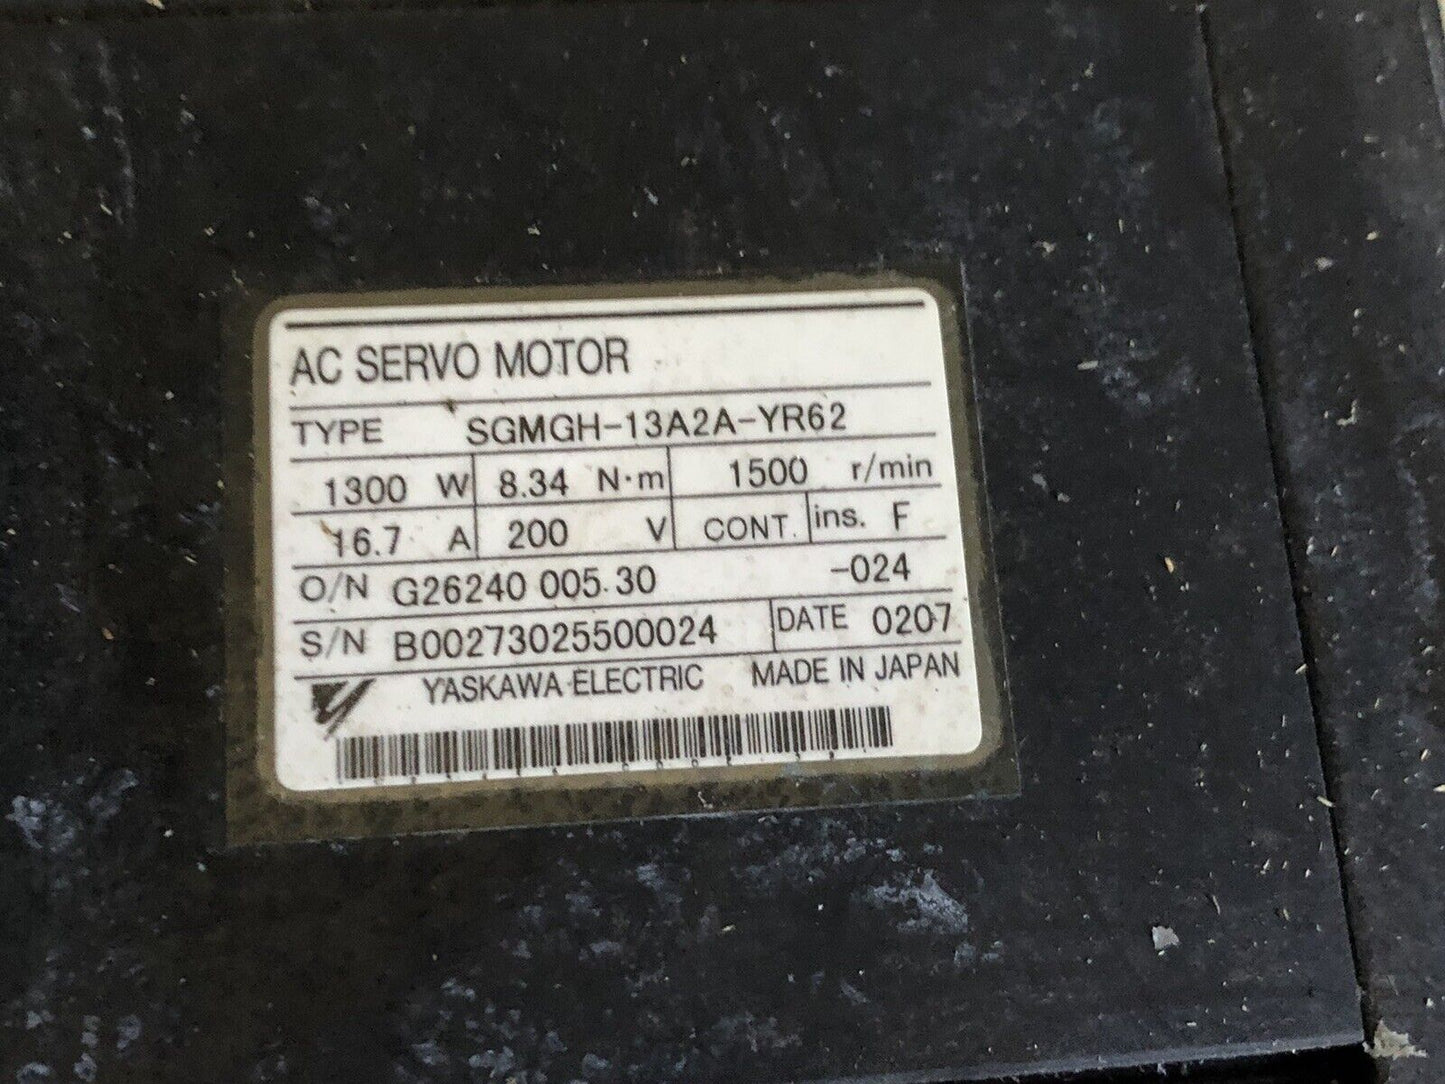 AC SERVO MOTOR
TYPE SGMGH-13A2A-YR62
1300 W 8.34 N·m 1500 r/min
16.7 A 200 V CONT. ins. F
O/N G26240 005.30 -024
S/N B00273025500024 DATE 0207
YASKAWA ELECTRIC MADE IN JAPAN